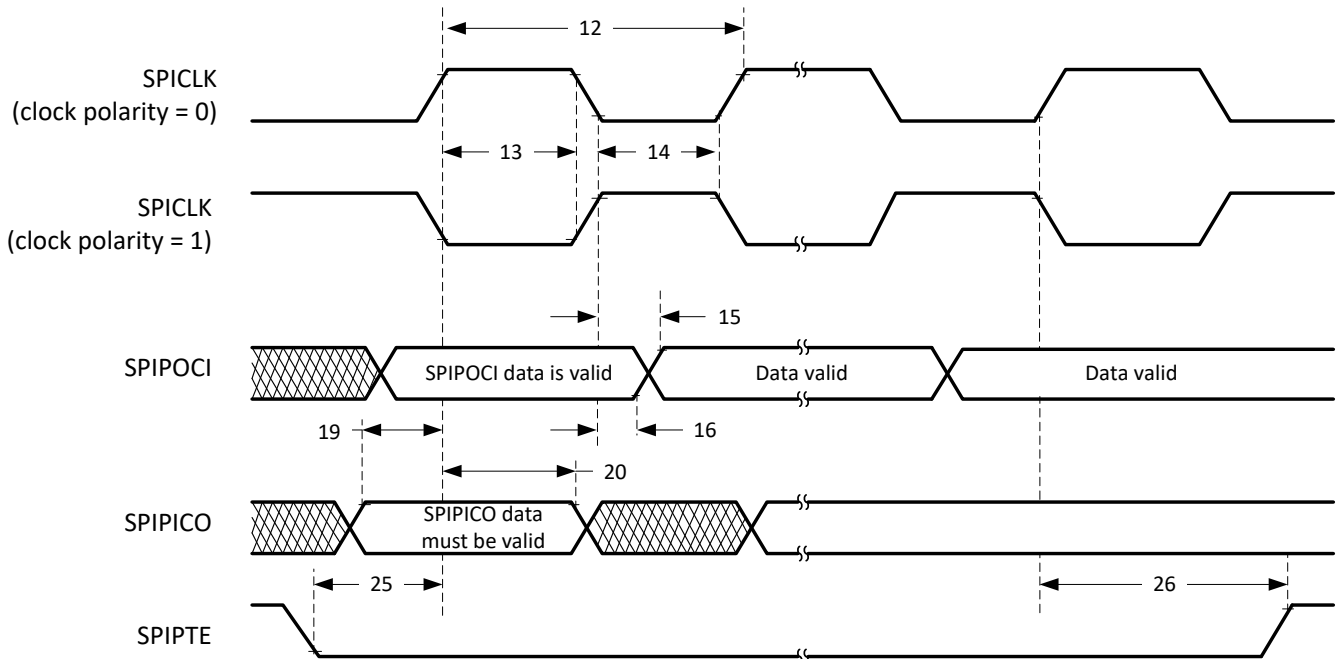 12
SPICLK
(clock polarity = 0)
13
14
SPICLK
(clock polarity = 1)
15
SPIPOCI
SPIPOCI data is valid
Data valid
Data valid
19
16
20
SPIPICO
SPIPICO data
must be valid
25
26
SPIPTE